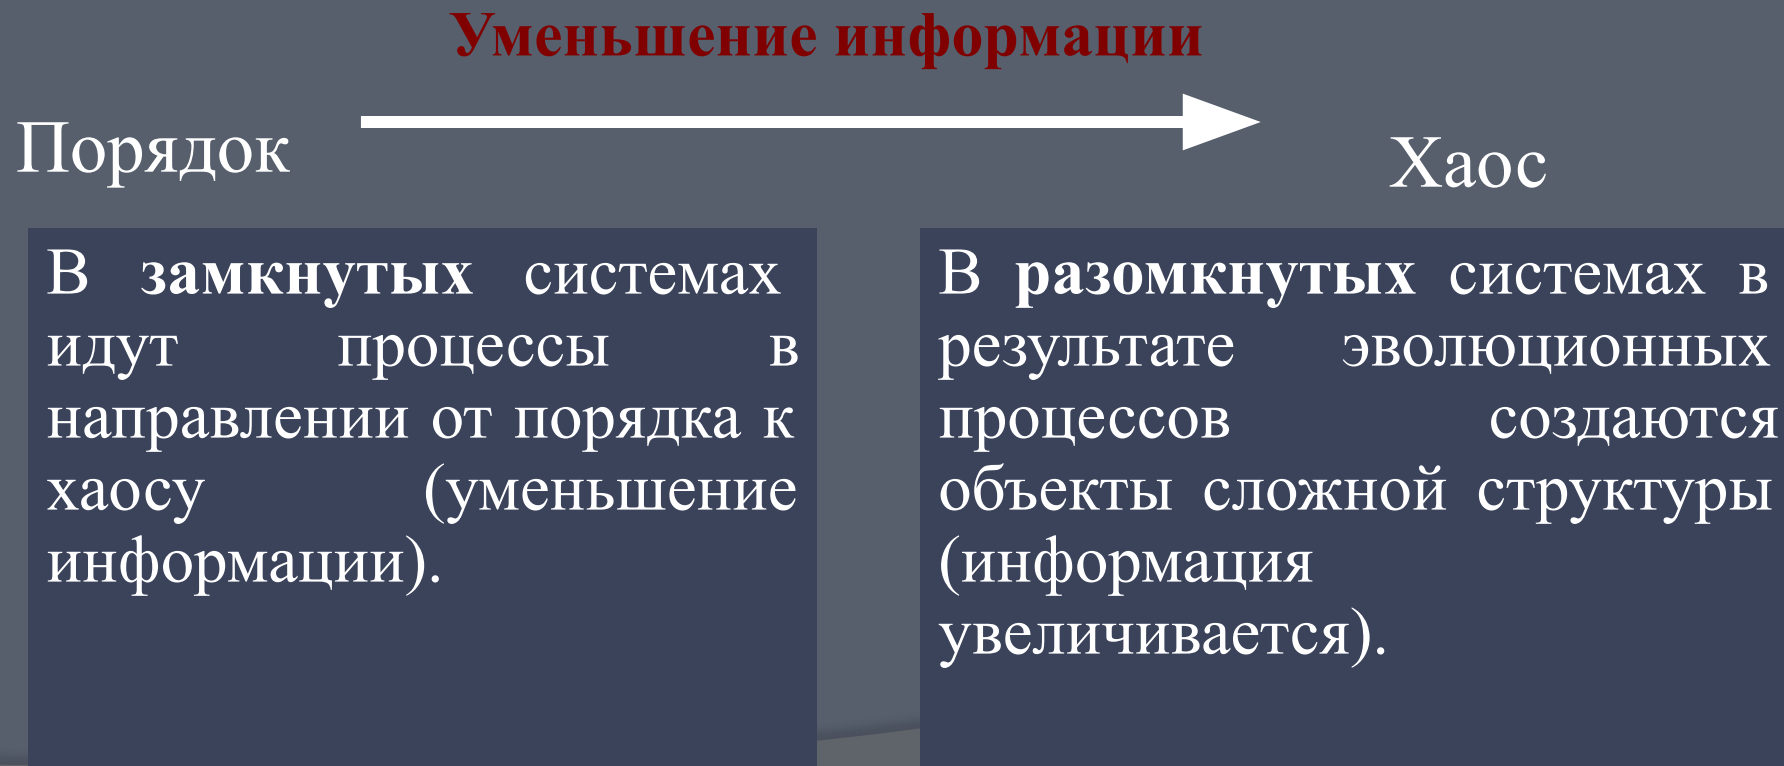 Уменьшение информации
Порядок
Хаос
В замкнутых системах
идут процессы в
направлении от порядка к
хаосу (уменьшение
информации).
В разомкнутых системах в
результате эволюционных
процессов создаются
объекты сложной структуры
(информация
увеличивается).